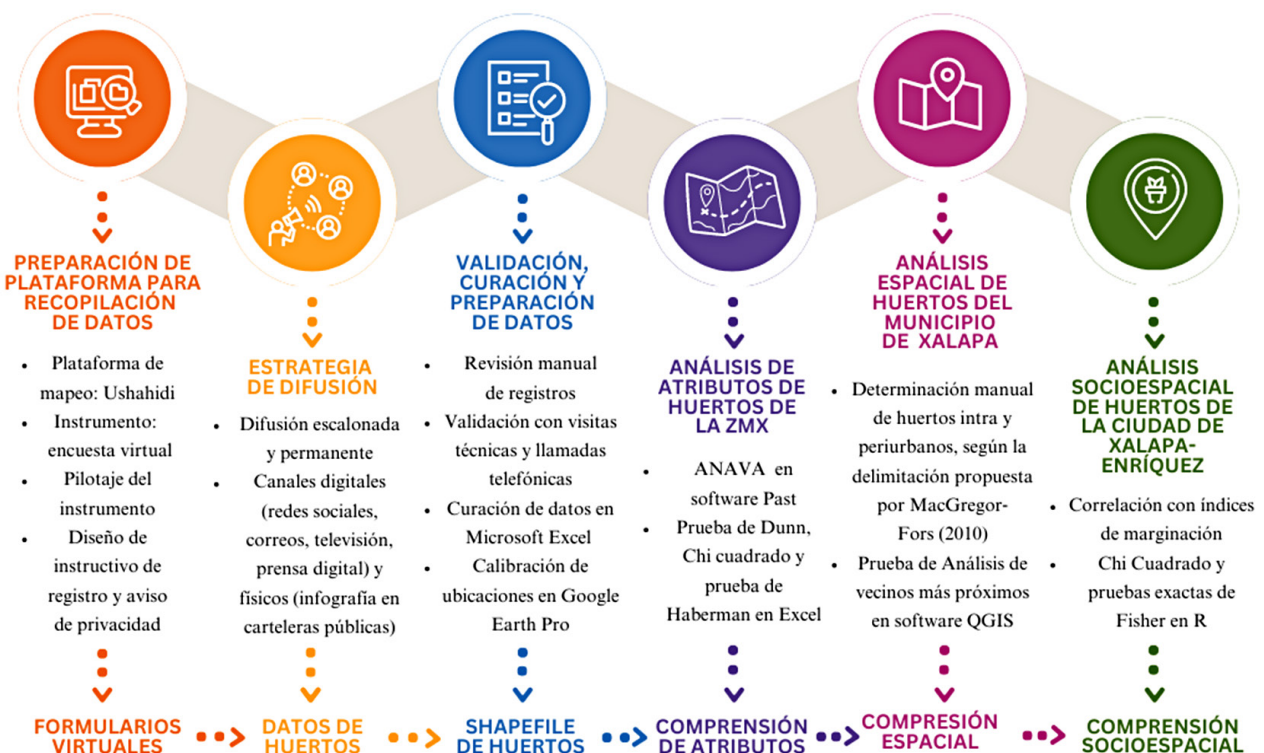 PREPARACIÓN DE
PLATAFORMA PARA
RECOPILACIÓN
DE DATOS
• Plataforma de
mapeo: Ushahidi
• Instrumento:
encuesta virtual
• Pilotaje del
instrumento
• Diseño de
instructivo de
registro y aviso
de privacidad
FORMULARIOS
VIRTUALES
ESTRATEGIA
DE DIFUSIÓN
• Difusión escalonada
y permanente
• Canales digitales
(redes sociales,
correos, televisión,
prensa digital) y
físicos (infografía en
carteleras públicas)
DATOS DE
HUERTOS
VALIDACIÓN,
CURACIÓN Y
PREPARACIÓN
DE DATOS
• Revisión manual
de registros
• Validación con visitas
técnicas y llamadas
telefónicas
• Curación de datos en
Microsoft Excel
• Calibración de
ubicaciones en Google
Earth Pro
SHAPEFILE
DE HUERTOS
ANÁLISIS DE
ATRIBUTOS DE
HUERTOS DE
LA ZMX
• ANAVA en
software Past
• Prueba de Dunn,
Chi cuadrado y
prueba de
Haberman en Excel
COMPRENSIÓN
DE ATRIBUTOS
ANÁLISIS
ESPACIAL DE
HUERTOS DEL
MUNICIPIO
DE XALAPA
• Determinación manual
de huertos intra y
periurbanos, según la
delimitación propuesta
por MacGregor-
Fors (2010)
• Prueba de Análisis de
vecinos más próximos
en software QGIS
COMPRESIÓN
ESPACIAL
ANÁLISIS
SOCIOESPACIAL
DE HUERTOS DE
LA CIUDAD DE
XALAPA-
ENRÍQUEZ
• Correlación con índices
de marginación
• Chi Cuadrado y
pruebas exactas de
Fisher en R
COMPRENSIÓN
SOCIOESPACIAL